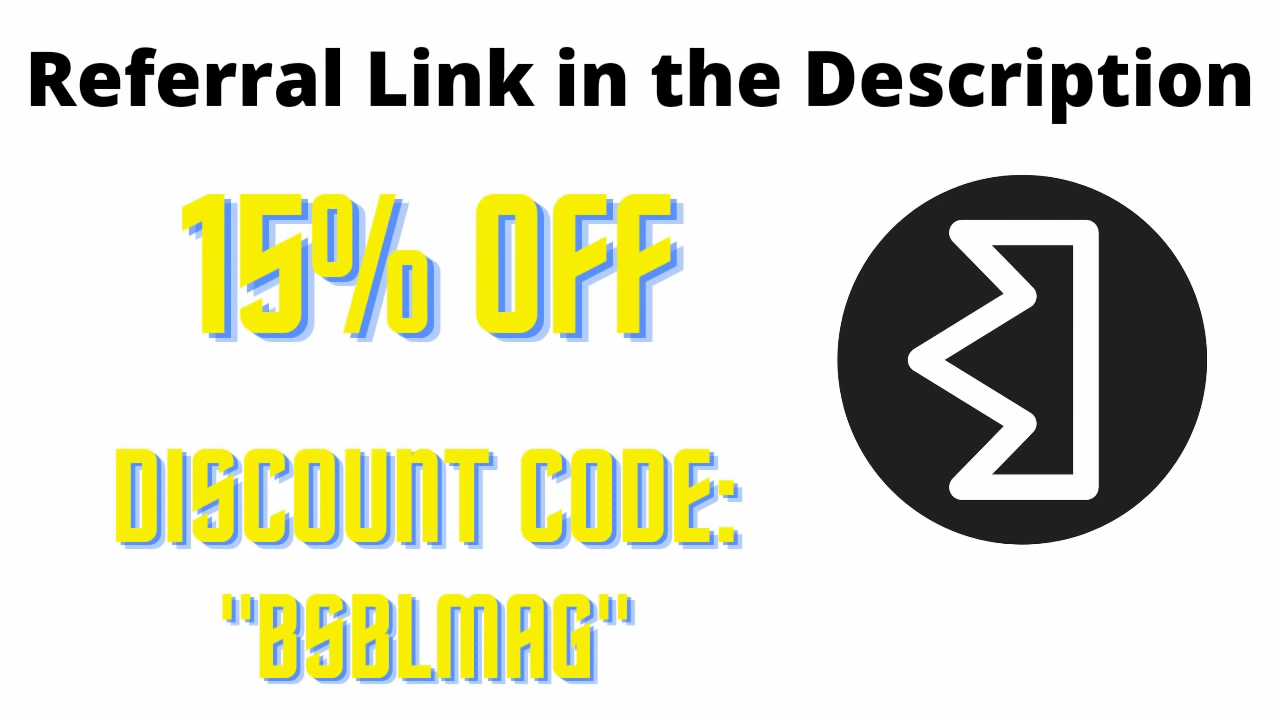 Referral Link in the Description
15% OFF
DISCOUNT CODE:
"BSBLMAG"